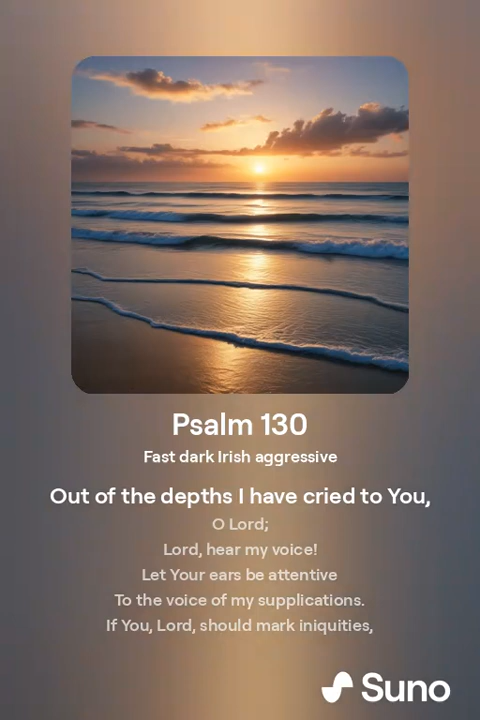 Psalm 130
Fast dark Irish aggressive
Out of the depths I have cried to You,
O Lord;
Lord, hear my voice!
Let Your ears be attentive
To the voice of my supplications.
If You, Lord, should mark iniquities,
Suno